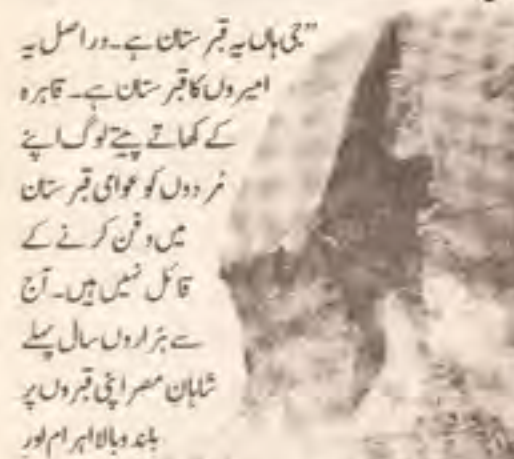 ”جی ہاں یہ قبرستان ہے۔ دراصل یہ
امیروں کا قبرستان ہے۔ قاہرہ
کے کھاتے پیتے لوگ اپنے
مُردوں کو عوامی قبرستان
میں دفن کرنے کے
قائل نہیں ہیں۔ آج
سے ہزاروں سال پہلے
شاہان مصر اپنی قبروں پر
بلند و بالا اہرام اور